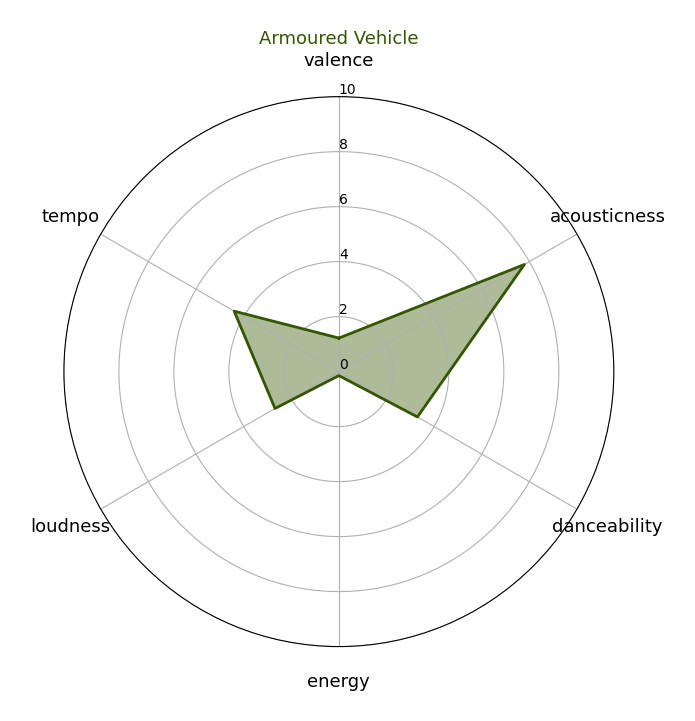 Armoured Vehicle
valence
10
8
tempo
acousticness
6
4
2
0
loudness
danceability
energy